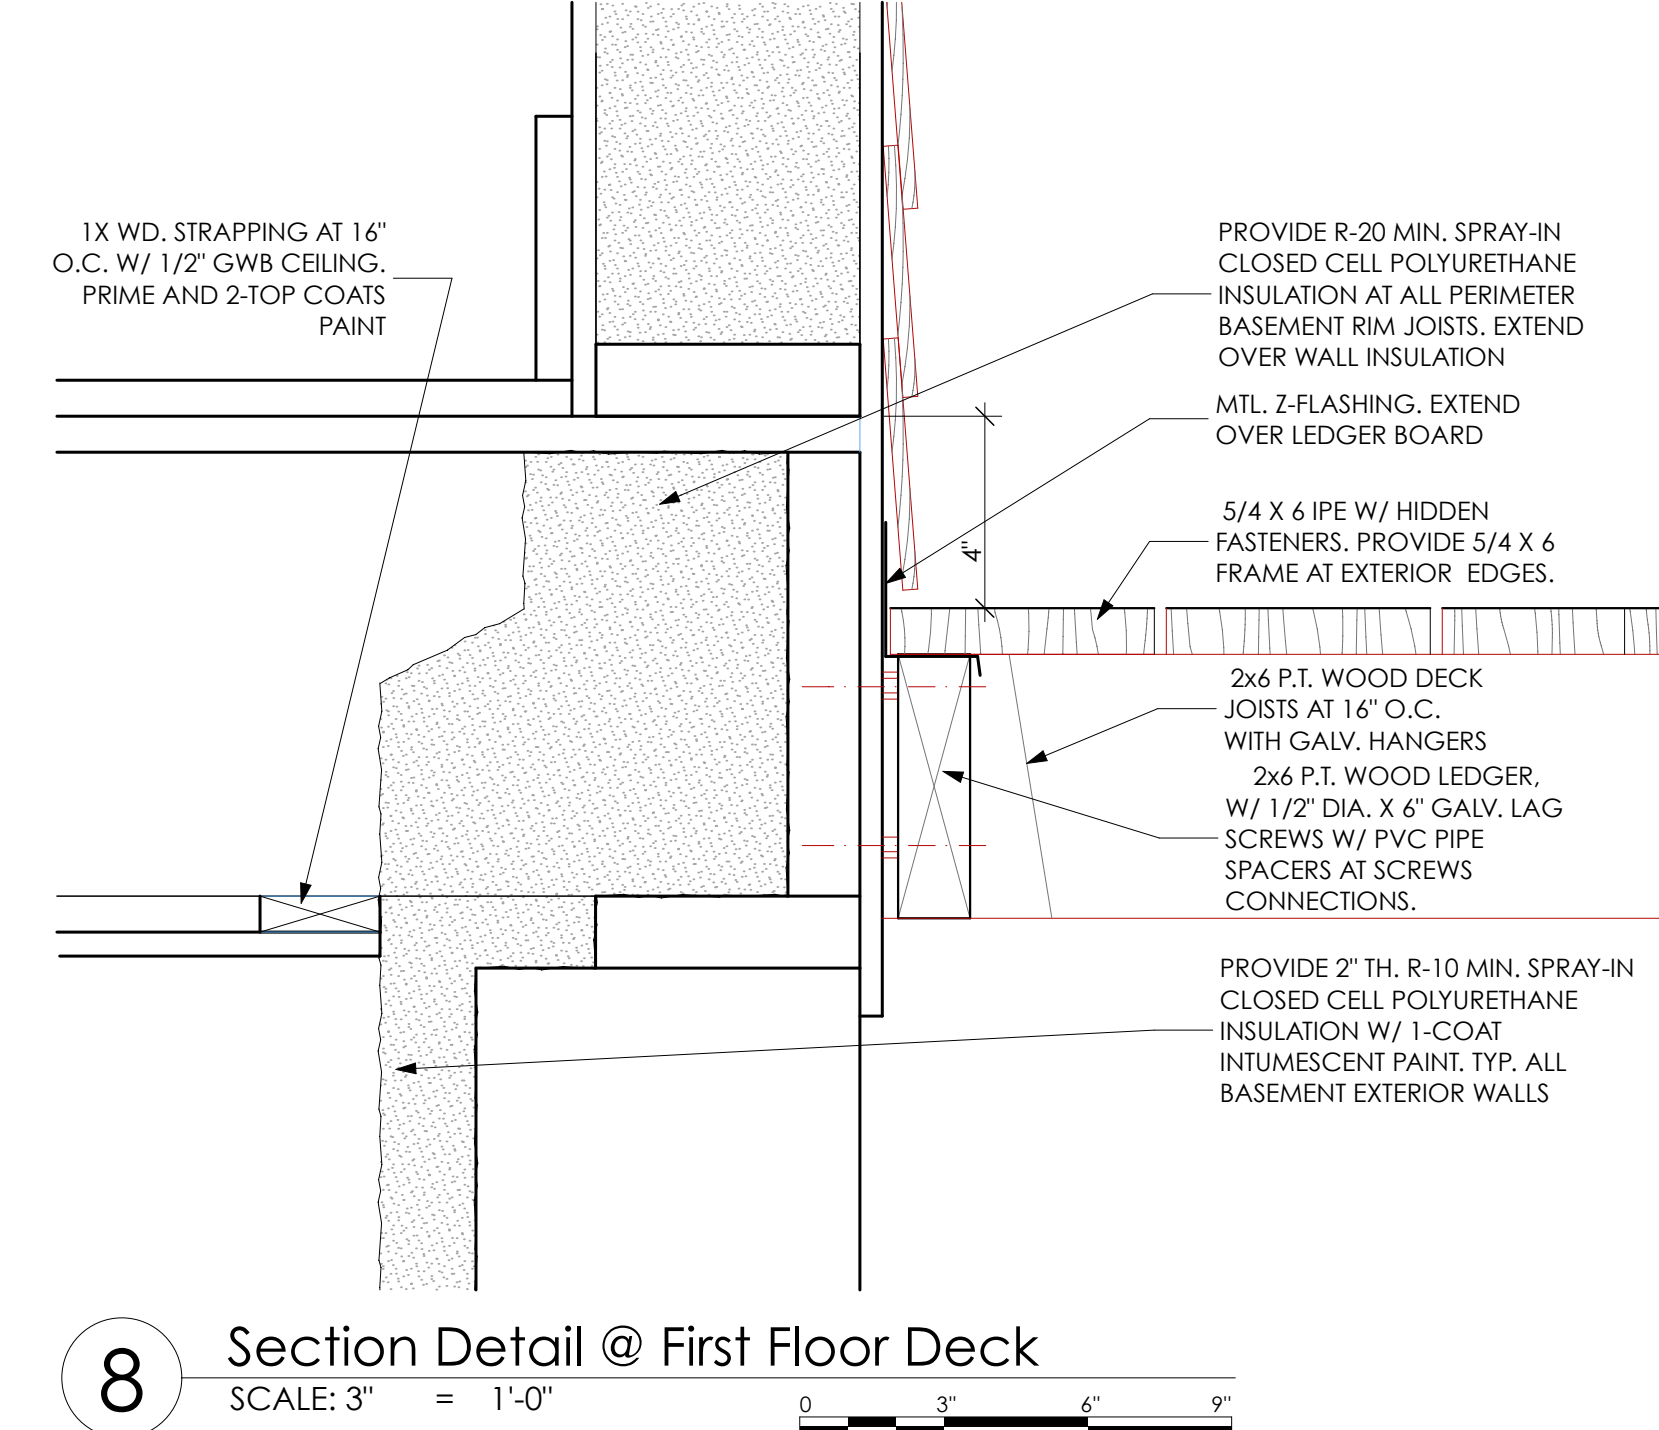 1X WD. STRAPPING AT 16"
O.C. W/ 1/2" GWB CEILING.
PRIME AND 2-TOP COATS
PAINT
PROVIDE R-20 MIN. SPRAY-IN
CLOSED CELL POLYURETHANE
INSULATION AT ALL PERIMETER
BASEMENT RIM JOISTS. EXTEND
OVER WALL INSULATION
MTL. Z-FLASHING. EXTEND
OVER LEDGER BOARD
4"
5/4 X 6 IPE W/ HIDDEN
FASTENERS. PROVIDE 5/4 X 6
FRAME AT EXTERIOR EDGES.
2x6 P.T. WOOD DECK
JOISTS AT 16" O.C.
WITH GALV. HANGERS
2x6 P.T. WOOD LEDGER,
W/ 1/2" DIA. X 6" GALV. LAG
SCREWS W/ PVC PIPE
SPACERS AT SCREWS
CONNECTIONS.
PROVIDE 2" TH. R-10 MIN. SPRAY-IN
CLOSED CELL POLYURETHANE
INSULATION W/ 1-COAT
INTUMESCENT PAINT. TYP. ALL
BASEMENT EXTERIOR WALLS
8
Section Detail @ First Floor Deck
SCALE: 3" = 1'-0"
0 3" 6" 9"